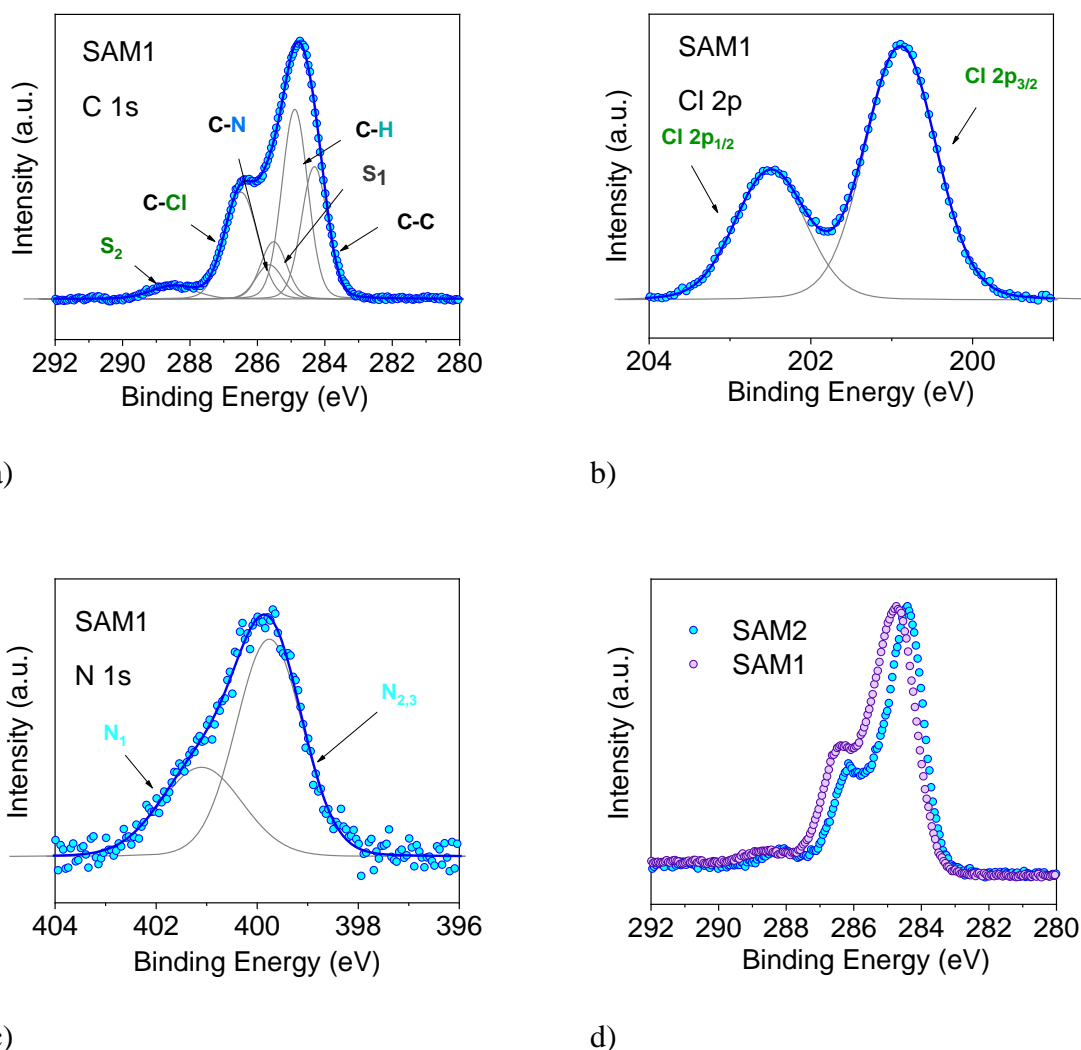 SAM1
C 1s
C-N
C-H
S1
C-Cl
C-C
S2
Intensity (a.u.)
292 290 288 286 284 282 280
Binding Energy (eV)
a)
SAM1
Cl 2p
Cl 2p3/2
Cl 2p1/2
Intensity (a.u.)
204 202 200
Binding Energy (eV)
b)
SAM1
N 1s
N2,3
N1
Intensity (a.u.)
404 402 400 398 396
Binding Energy (eV)
c)
SAM2
SAM1
Intensity (a.u.)
292 290 288 286 284 282 280
Binding Energy (eV)
d)